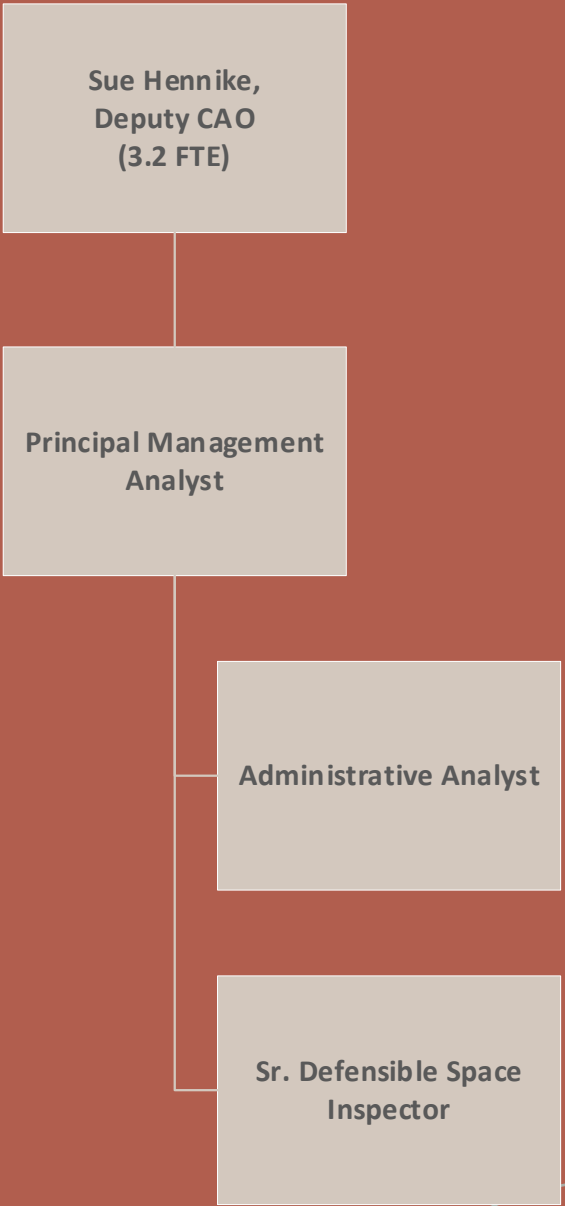 Sue Hennike,
Deputy CAO
(3.2 FTE)
Principal Management
Analyst
Administrative Analyst
Sr. Defensible Space
Inspector